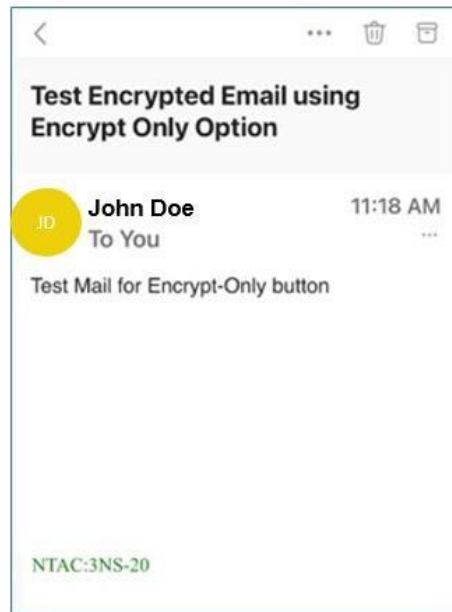 Test Encrypted Email using
Encrypt Only Option
JD
John Doe
11:18 AM
To You
Test Mail for Encrypt-Only button
NTAC:3NS-20